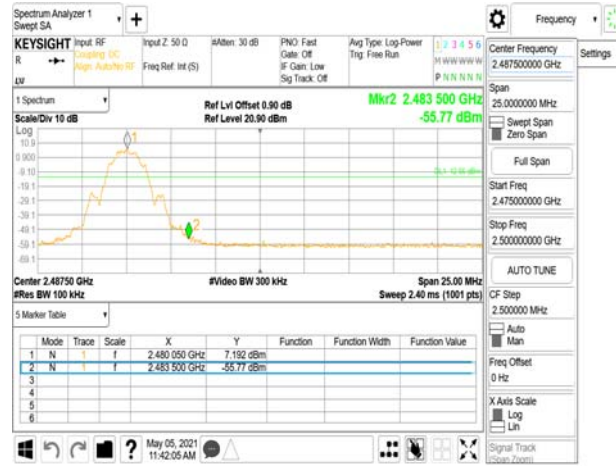 Spectrum Analyzer 1
Swept SA
+
Frequency
Settings
KEYSIGHT Input: RF Input Z: 50 Ω #Atten: 30 dB PNO: Fast Avg Type: Log-Power 1 2 3 4 5 6
R Coupling: DC Gate: Off Trig: Free Run M W W W W W
Align: Auto/No RF Freq Ref: Int (S) IF Gain: Low
Sig Track: Off P N N N N N
1 Spectrum Ref Lvl Offset 0.90 dB Mkr2 2.483 500 GHz
Scale/Div 10 dB Ref Level 20.90 dBm -55.77 dBm
Log
10.9
0.900
-9.10
-19.1
-29.1
-39.1
-49.1
-59.1
-69.1
1
2
Center 2.48750 GHz #Video BW 300 kHz Span 25.00 MHz
#Res BW 100 kHz Sweep 2.40 ms (1001 pts)
5 Marker Table
Mode Trace Scale X Y Function Function Width Function Value
1 N 1 f 2.480 050 GHz 7.192 dBm
2 N 1 f 2.483 500 GHz -55.77 dBm
3
4
5
6
May 05, 2021
11:42:05 AM
Center Frequency
2.487500000 GHz
Span
25.0000000 MHz
Swept Span
Zero Span
Full Span
Start Freq
2.475000000 GHz
Stop Freq
2.500000000 GHz
AUTO TUNE
CF Step
2.500000 MHz
Auto
Man
Freq Offset
0 Hz
X Axis Scale
Log
Lin
Signal Track
(Span Zoom)